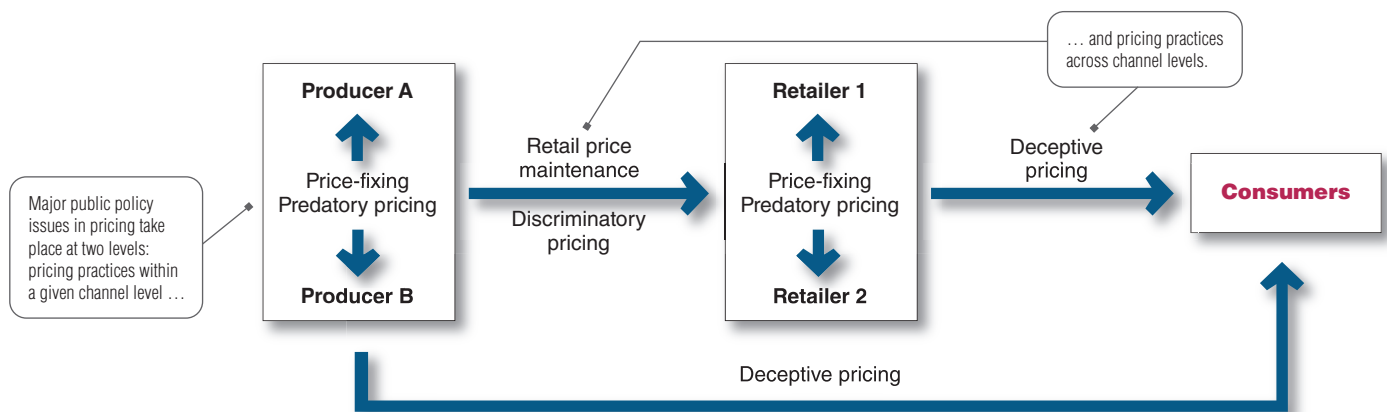 Major public policy
issues in pricing take
place at two levels:
pricing practices within
a given channel level …
Producer A
Price-fixing
Predatory pricing
Producer B
Retail price
maintenance
Discriminatory
pricing
Retailer 1
Price-fixing
Predatory pricing
Retailer 2
… and pricing practices
across channel levels.
Deceptive
pricing
Consumers
Deceptive pricing